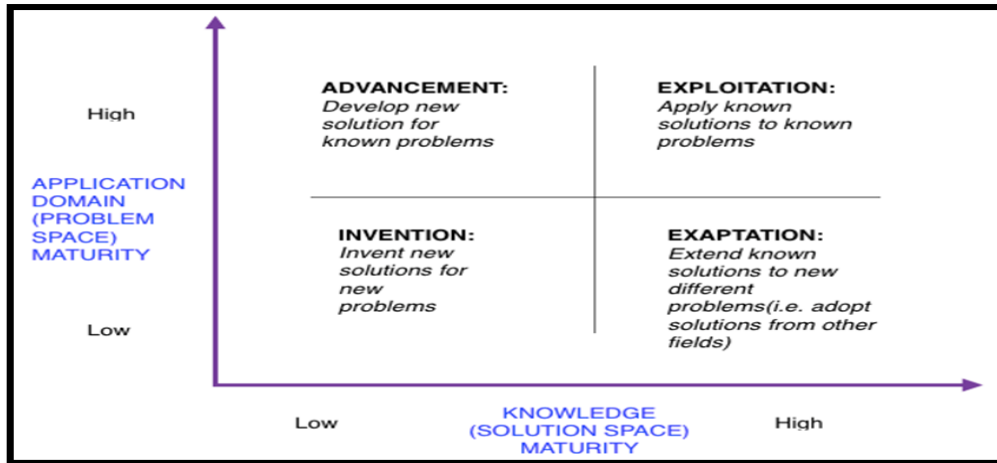 ADVANCEMENT:
Develop new
solution for
known problems
EXPLOITATION:
Apply known
solutions to known
problems
High
APPLICATION
DOMAIN
(PROBLEM
SPACE)
MATURITY
INVENTION:
Invent new
solutions for
new
problems
EXAPTATION:
Extend known
solutions to new
different
problems(i.e. adopt
solutions from other
fields)
Low
Low
KNOWLEDGE
(SOLUTION SPACE)
MATURITY
High